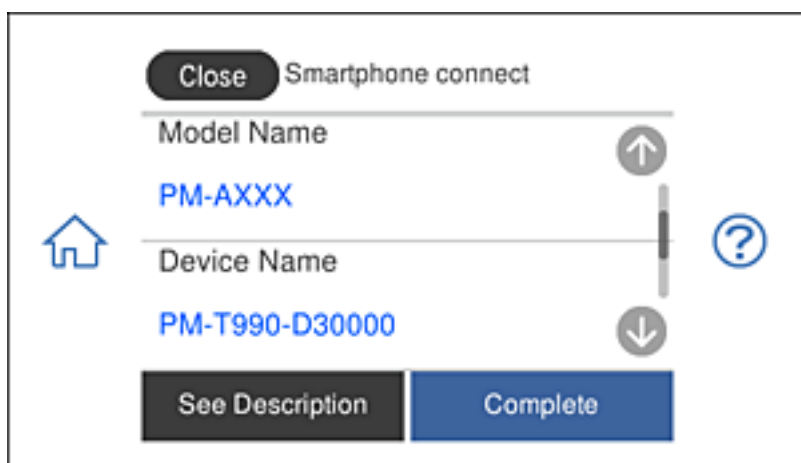 Close Smartphone connect
Model Name
PM-AXXX
Device Name
PM-T990-D30000
See Description Complete